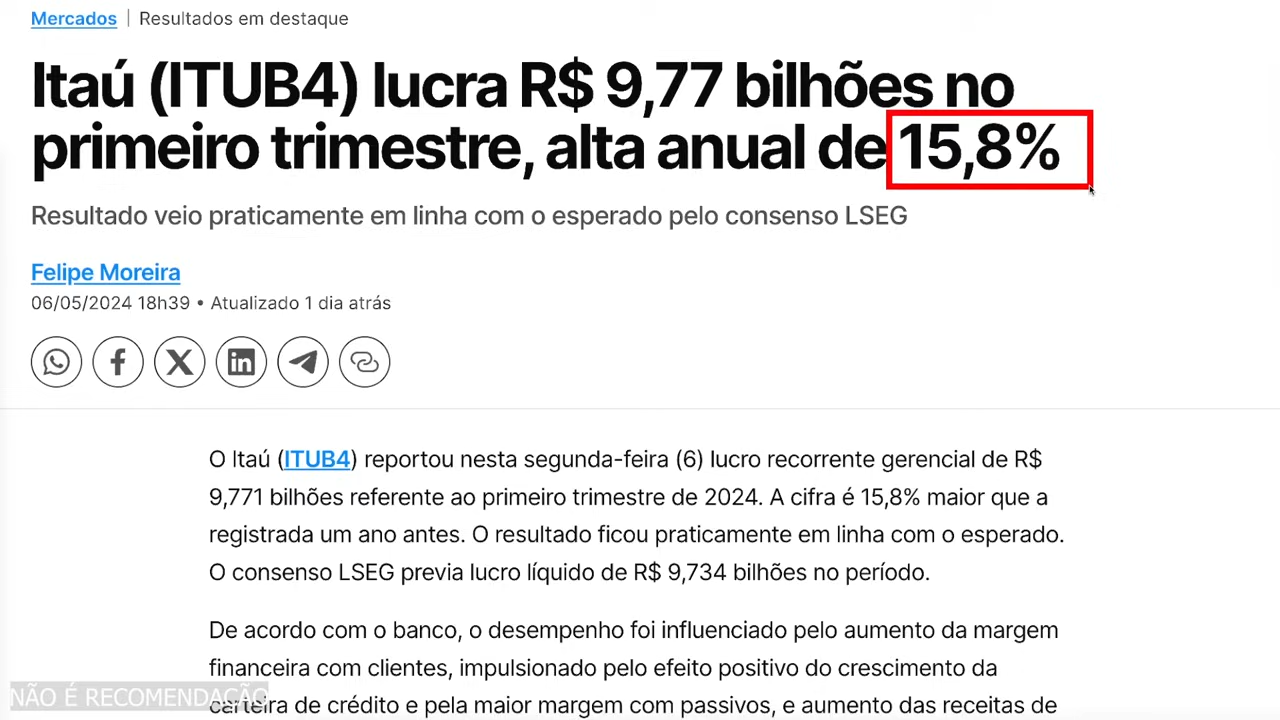 Mercados | Resultados em destaque
Itaú (ITUB4) lucra R$ 9,77 bilhões no
primeiro trimestre, alta anual de 15,8%
Resultado veio praticamente em linha com o esperado pelo consenso LSEG
Felipe Moreira
06/05/2024 18h39 • Atualizado 1 dia atrás
O Itaú (ITUB4) reportou nesta segunda-feira (6) lucro recorrente gerencial de R$
9,771 bilhões referente ao primeiro trimestre de 2024. A cifra é 15,8% maior que a
registrada um ano antes. O resultado ficou praticamente em linha com o esperado.
O consenso LSEG previa lucro líquido de R$ 9,734 bilhões no período.
De acordo com o banco, o desempenho foi influenciado pelo aumento da margem
financeira com clientes, impulsionado pelo efeito positivo do crescimento da
carteira de crédito e pela maior margem com passivos, e aumento das receitas de
NÃO É RECOMENDAÇÃO